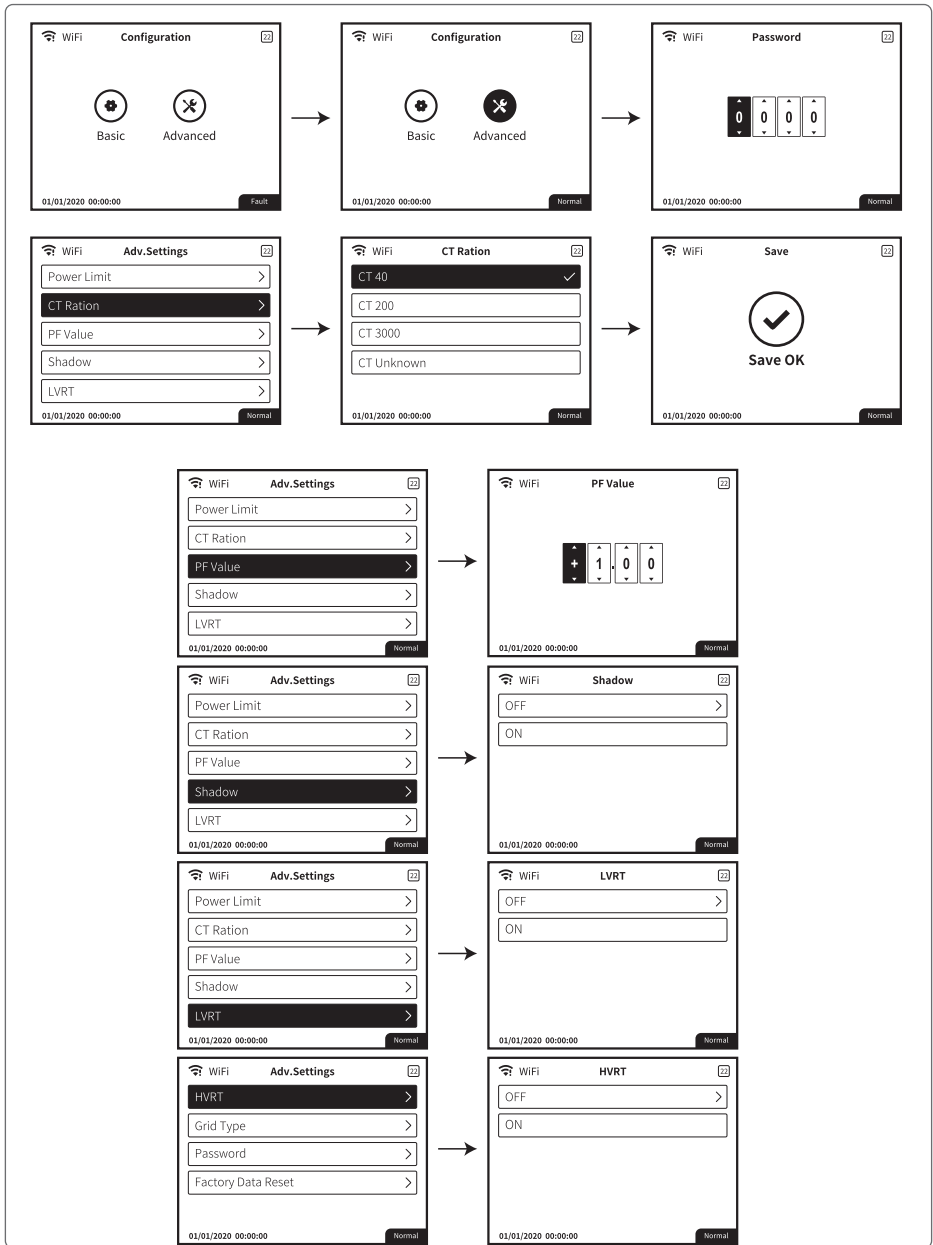 WiFi Configuration 22
Basic Advanced
01/01/2020 00:00:00 Fault
WiFi Configuration 22
Basic Advanced
01/01/2020 00:00:00 Normal
WiFi Password 22
0 0 0 0
01/01/2020 00:00:00 Normal
WiFi Adv.Settings 22
Power Limit
CT Ration
PF Value
Shadow
LVRT
01/01/2020 00:00:00 Normal
WiFi CT Ration 22
CT 40
CT 200
CT 3000
CT Unknown
01/01/2020 00:00:00 Normal
WiFi Save 22
Save OK
01/01/2020 00:00:00 Normal
WiFi Adv.Settings 22
Power Limit
CT Ration
PF Value
Shadow
LVRT
01/01/2020 00:00:00 Normal
WiFi PF Value 22
+ 1.0 0
01/01/2020 00:00:00 Normal
WiFi Adv.Settings 22
Power Limit
CT Ration
PF Value
Shadow
LVRT
01/01/2020 00:00:00 Normal
WiFi Shadow 22
OFF
ON
01/01/2020 00:00:00 Normal
WiFi Adv.Settings 22
Power Limit
CT Ration
PF Value
Shadow
LVRT
01/01/2020 00:00:00 Normal
WiFi LVRT 22
OFF
ON
01/01/2020 00:00:00 Normal
WiFi Adv.Settings 22
HVRT
Grid Type
Password
Factory Data Reset
01/01/2020 00:00:00 Normal
WiFi HVRT 22
OFF
ON
01/01/2020 00:00:00 Normal